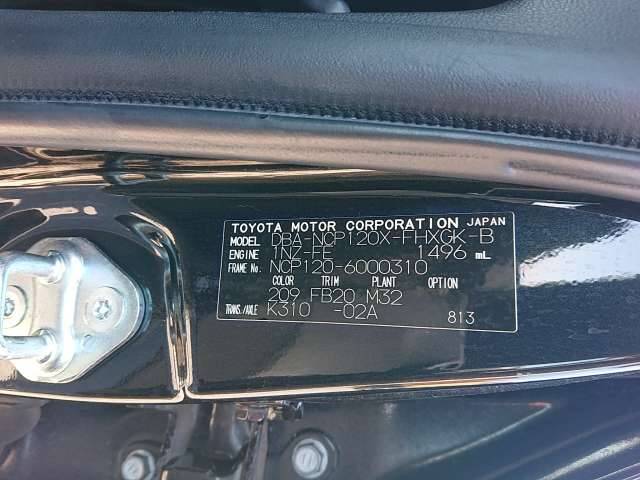 TOYOTA MOTOR CORPORATION JAPAN
MODEL DBA-NCP120X-FHXGK-B
ENGINE 1NZ-FE 1496 mL
FRAME No. NCP120-6000310
COLOR TRIM PLANT OPTION
209 FB20 M32
TRANS./AXLE K310 -02A
813